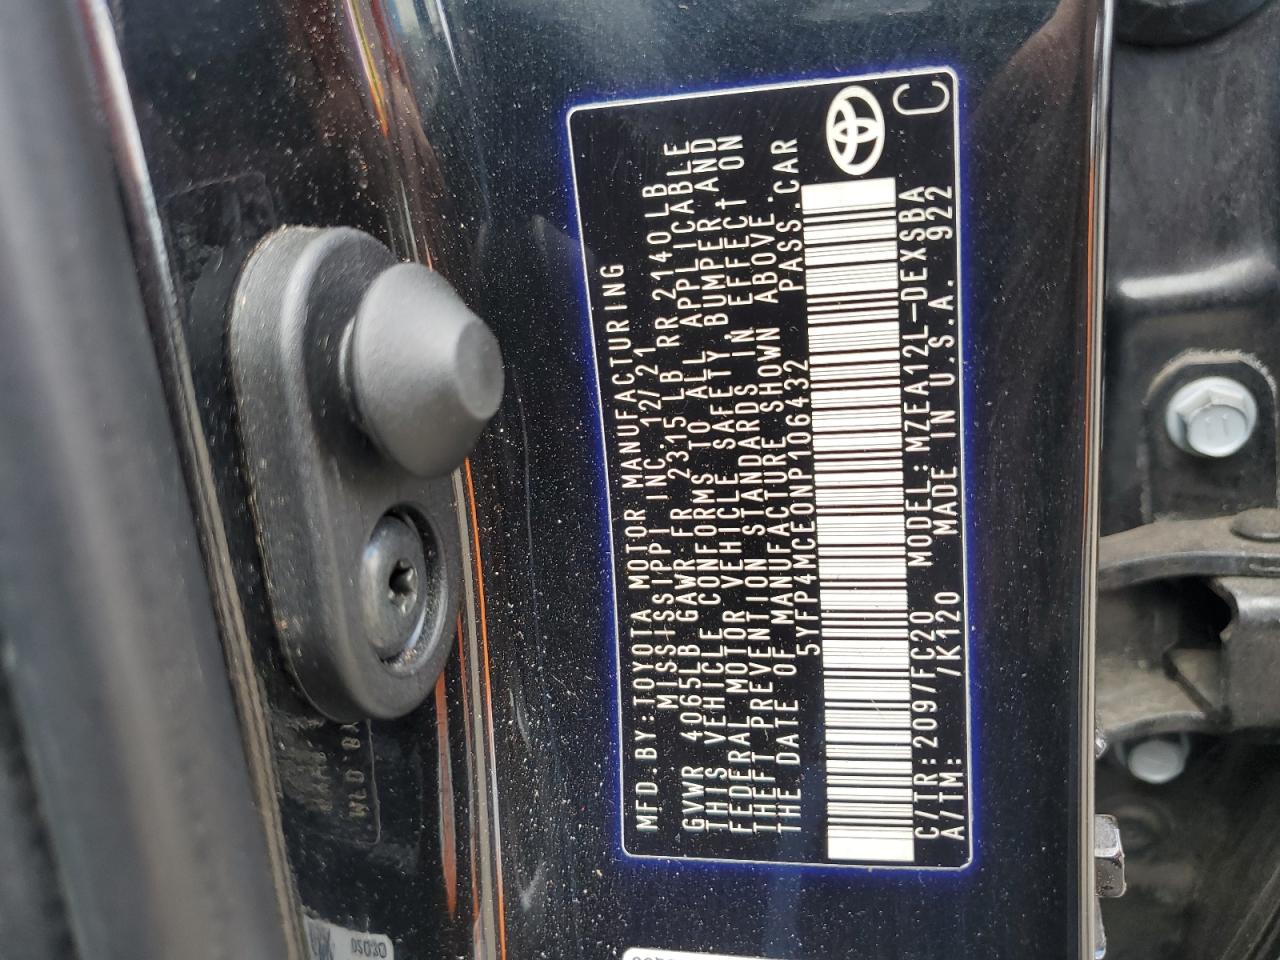 MFD.BY:TOYOTA MOTOR MANUFACTURING
MISSISSIPPI INC. 12/21
GVWR 4065LB GAWR FR 2315 LB RR 2140LB
THIS VEHICLE CONFORMS TO ALL APPLICABLE
FEDERAL MOTOR VEHICLE SAFETY BUMPER, AND
THEFT PREVENTION STANDARDS IN EFFECT ON
THE DATE OF MANUFACTURE SHOWN ABOVE.
5YFP4MCE0NP106432 PASS.CAR
C/TR:209/FC20 MODEL:MZEA12L-DEXSBA
A/TM: /K120 MADE IN U.S.A. 922
C